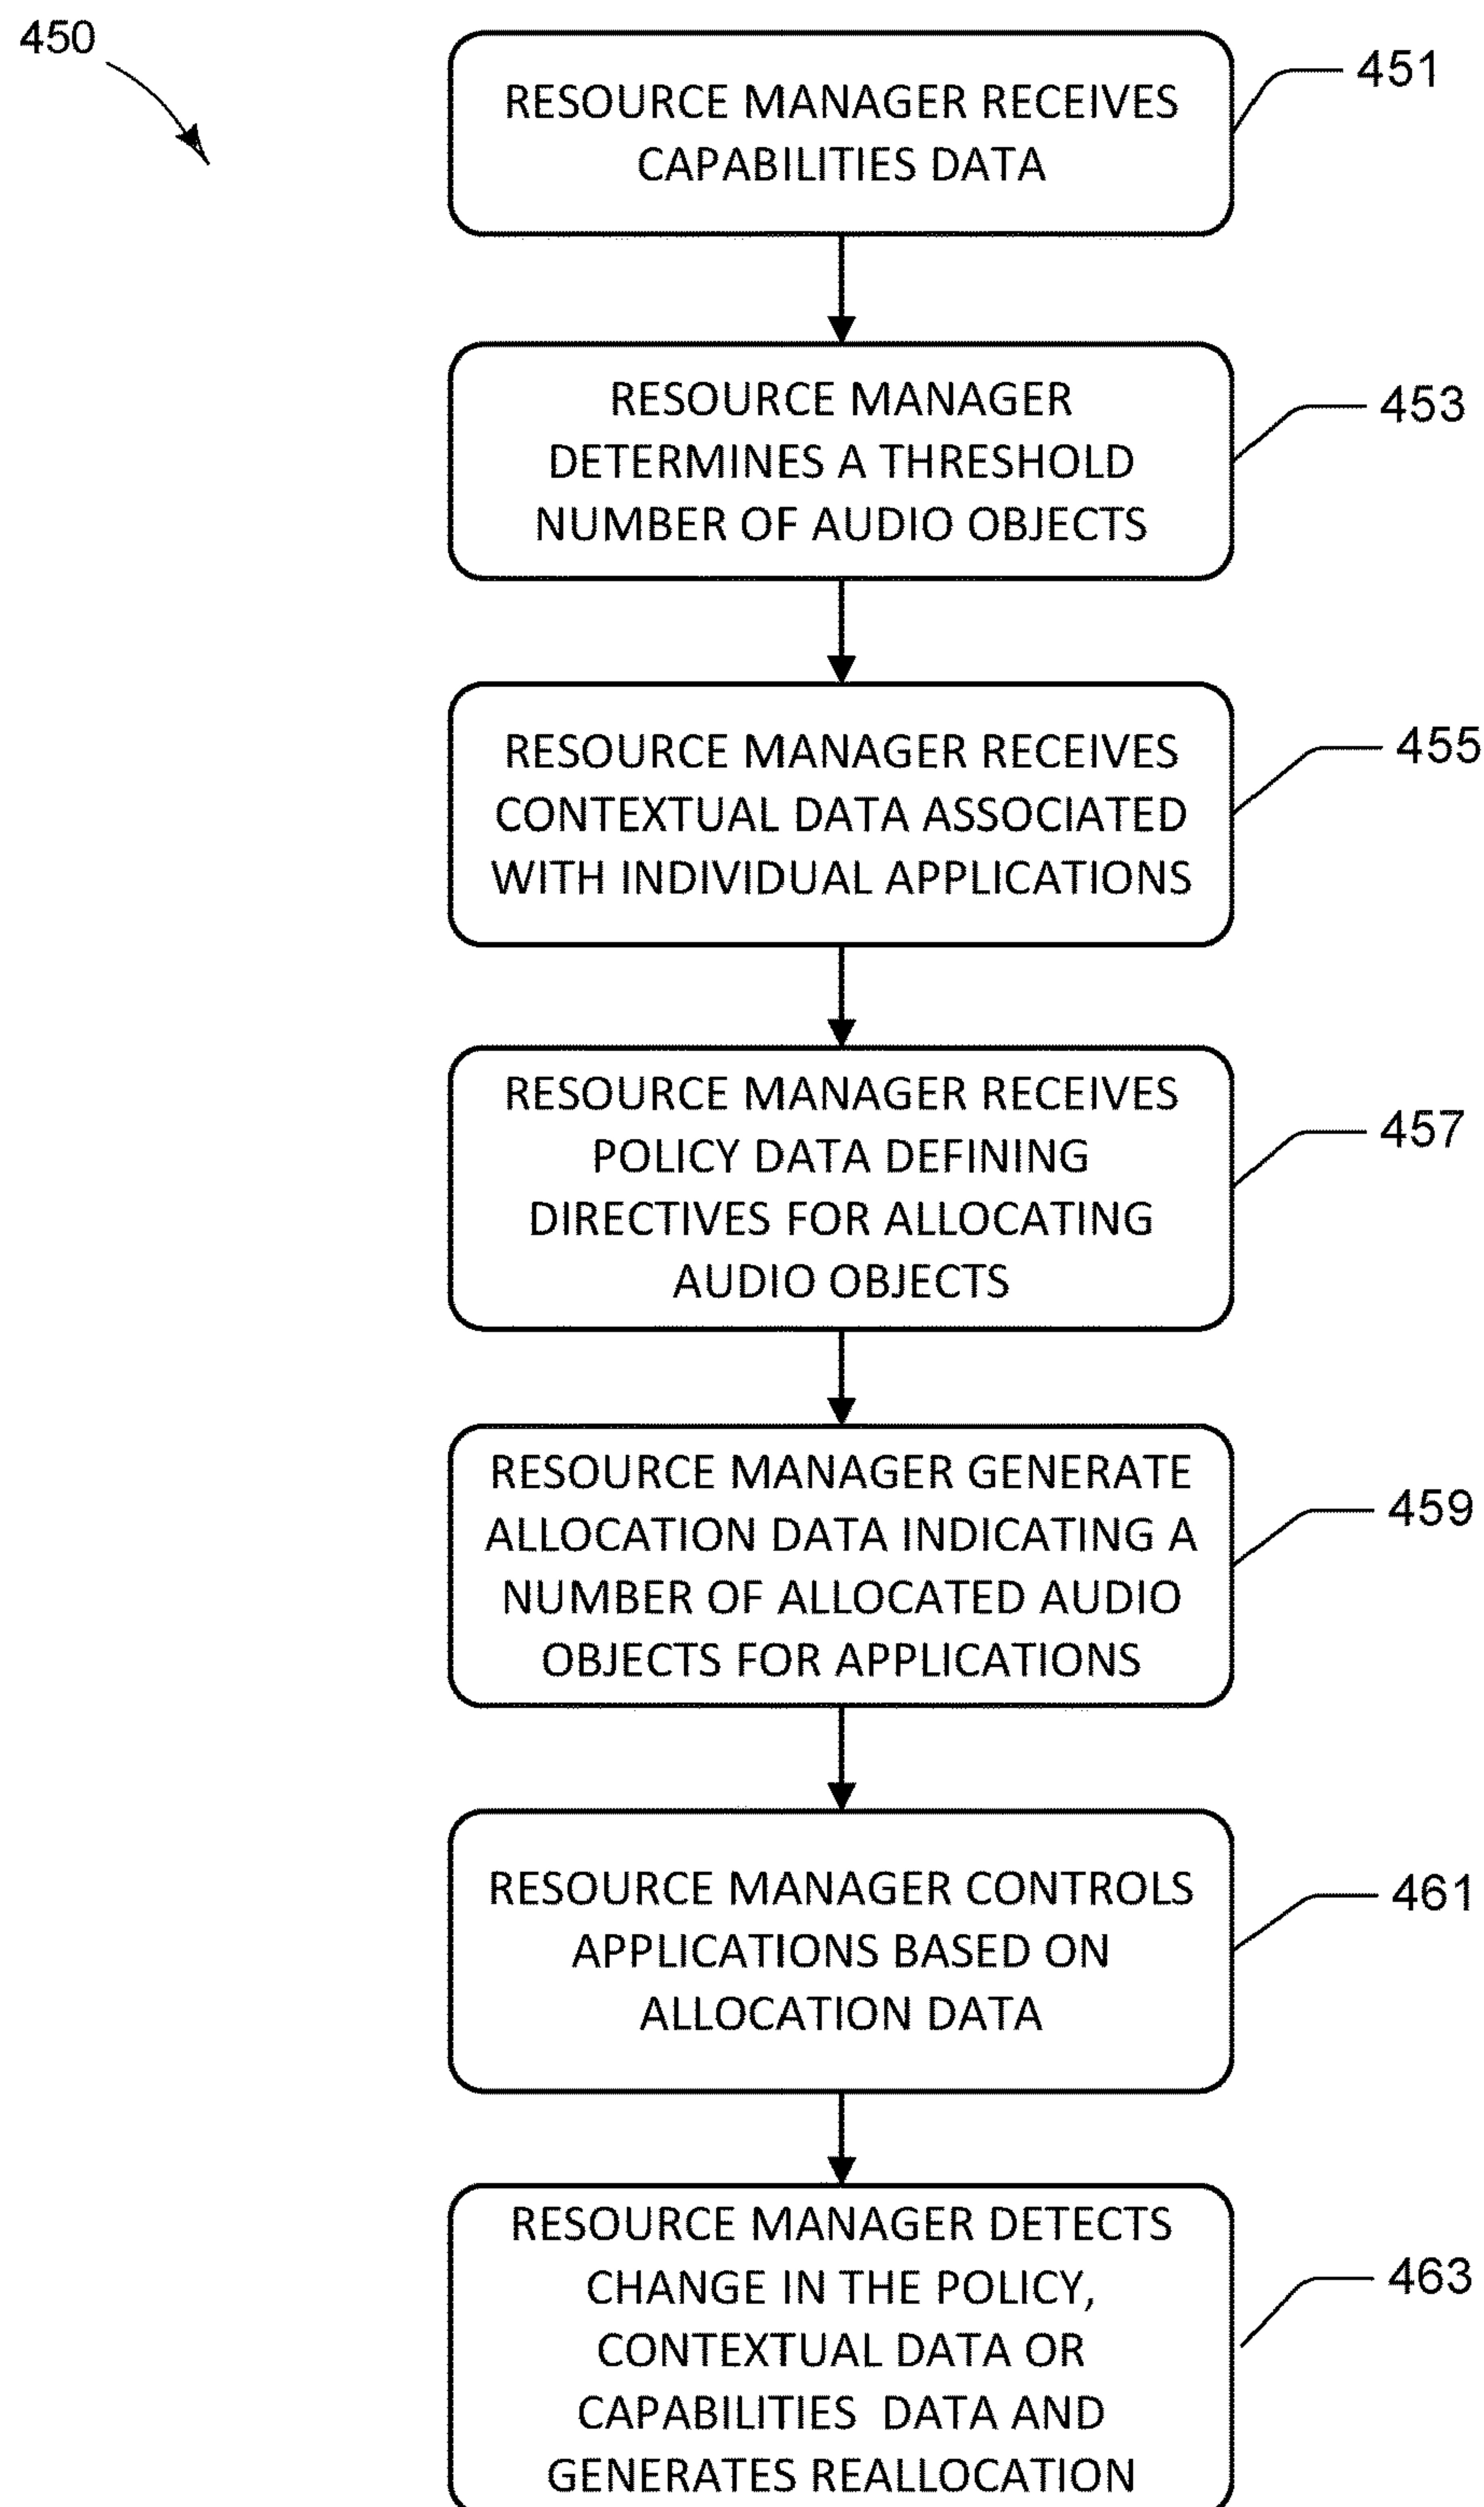 450
RESOURCE MANAGER RECEIVES
CAPABILITIES DATA
451
RESOURCE MANAGER
DETERMINES A THRESHOLD
NUMBER OF AUDIO OBJECTS
453
RESOURCE MANAGER RECEIVES
CONTEXTUAL DATA ASSOCIATED
WITH INDIVIDUAL APPLICATIONS
455
RESOURCE MANAGER RECEIVES
POLICY DATA DEFINING
DIRECTIVES FOR ALLOCATING
AUDIO OBJECTS
457
RESOURCE MANAGER GENERATE
ALLOCATION DATA INDICATING A
NUMBER OF ALLOCATED AUDIO
OBJECTS FOR APPLICATIONS
459
RESOURCE MANAGER CONTROLS
APPLICATIONS BASED ON
ALLOCATION DATA
461
RESOURCE MANAGER DETECTS
CHANGE IN THE POLICY,
CONTEXTUAL DATA OR
CAPABILITIES DATA AND
GENERATES REALLOCATION
463